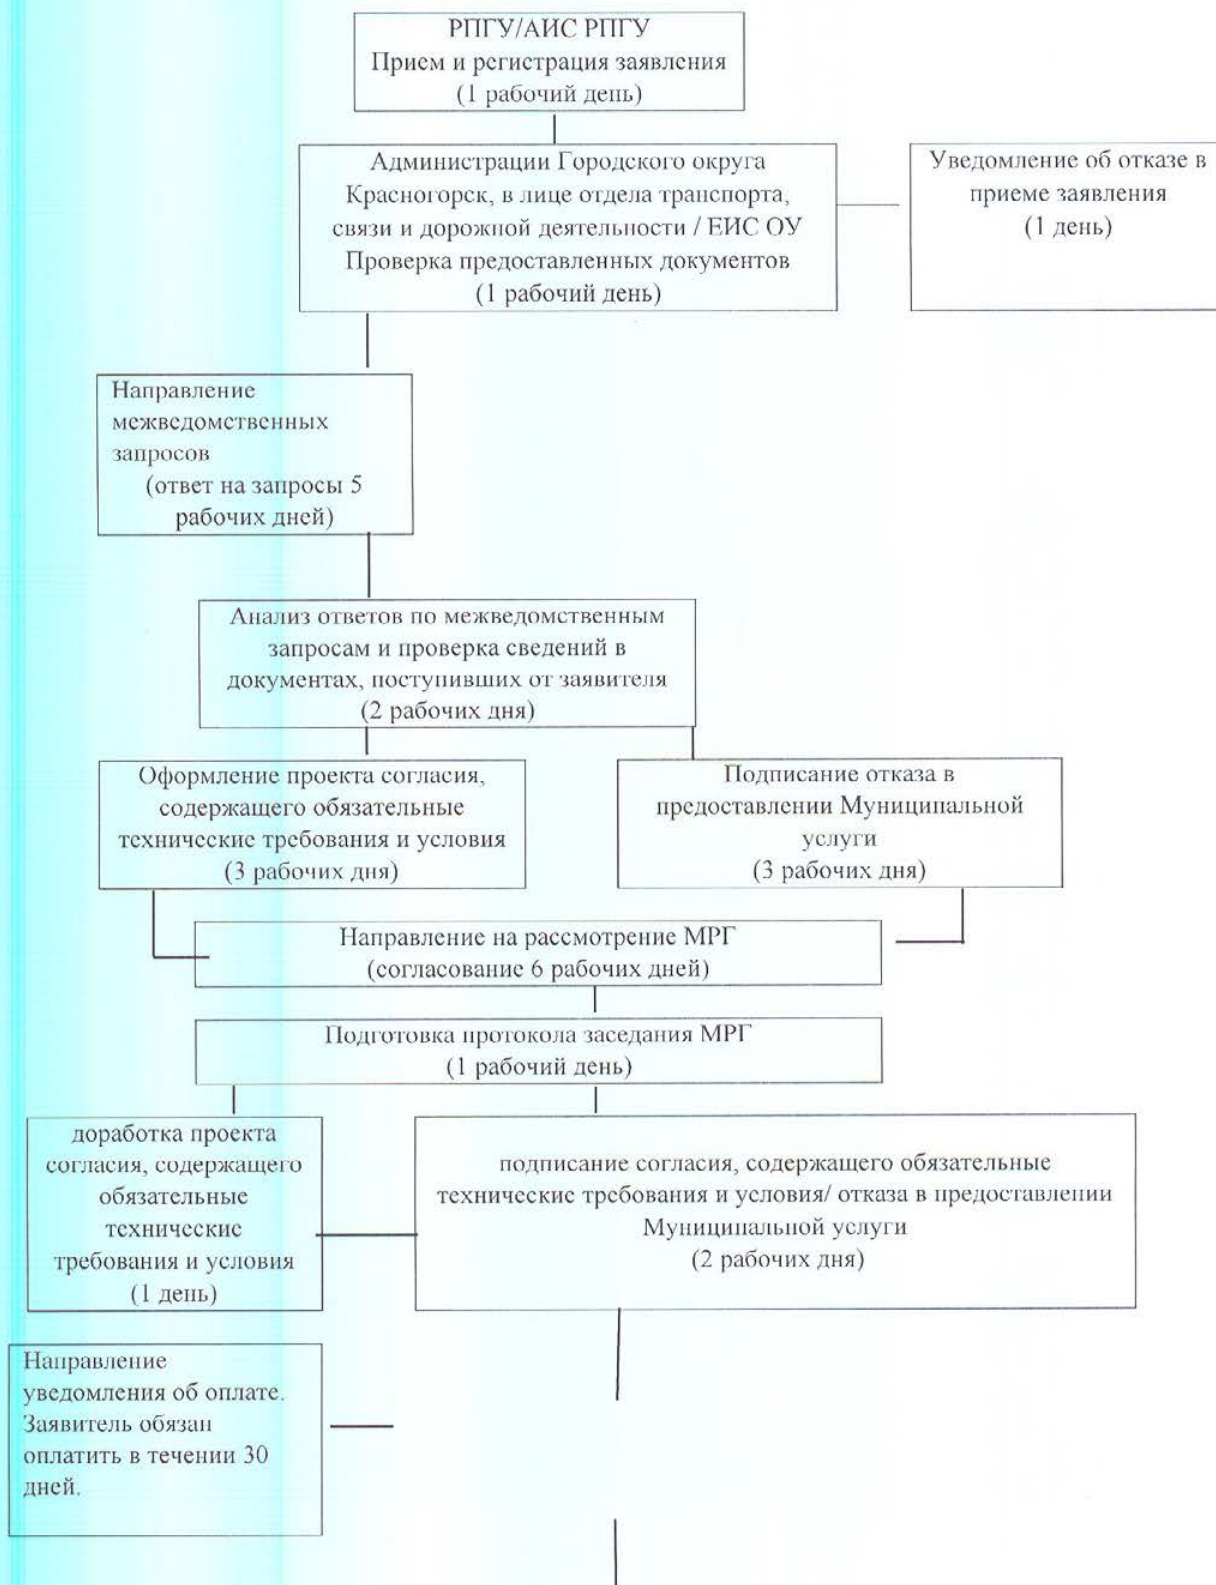 РПГУ/АИС РПГУ
Прием и регистрация заявления
(1 рабочий день)
Администрации Городского округа
Красногорск, в лице отдела транспорта,
связи и дорожной деятельности / ЕИС ОУ
Проверка предоставленных документов
(1 рабочий день)
Уведомление об отказе в
приеме заявления
(1 день)
Направление
межведомственных
запросов
(ответ на запросы 5
рабочих дней)
Анализ ответов по межведомственным
запросам и проверка сведений в
документах, поступивших от заявителя
(2 рабочих дня)
Оформление проекта согласия,
содержащего обязательные
технические требования и условия
(3 рабочих дня)
Подписание отказа в
предоставлении Муниципальной
услуги
(3 рабочих дня)
Направление на рассмотрение МРГ
(согласование 6 рабочих дней)
Подготовка протокола заседания МРГ
(1 рабочий день)
доработка проекта
согласия, содержащего
обязательные
технические
требования и условия
(1 день)
подписание согласия, содержащего обязательные
технические требования и условия/ отказа в предоставлении
Муниципальной услуги
(2 рабочих дня)
Направление
уведомления об оплате.
Заявитель обязан
оплатить в течении 30
дней.